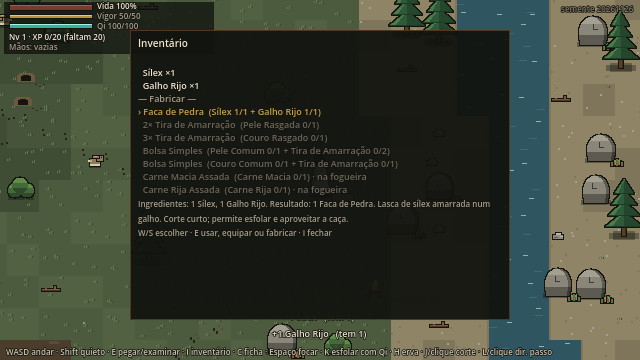 Vida 100%
Vigor 50/50
Qi 100/100
Nv 1 · XP 0/20 (faltam 20)
Mãos: vazias
semente 20261126
Inventário
Sílex ×1
Galho Rijo ×1
— Fabricar —
› Faca de Pedra (Sílex 1/1 + Galho Rijo 1/1)
2× Tira de Amarração (Pele Rasgada 0/1)
3× Tira de Amarração (Couro Rasgado 0/1)
Bolsa Simples (Pele Comum 0/1 + Tira de Amarração 0/2)
Bolsa Simples (Couro Comum 0/1 + Tira de Amarração 0/1)
Carne Macia Assada (Carne Macia 0/1) · na fogueira
Carne Rija Assada (Carne Rija 0/1) · na fogueira
Ingredientes: 1 Sílex, 1 Galho Rijo. Resultado: 1 Faca de Pedra. Lasca de sílex amarrada num
galho. Corte curto; permite esfolar e aproveitar a caça.
W/S escolher · E usar, equipar ou fabricar · I fechar
+1 Galho Rijo (tem 1)
WASD andar · Shift quieto · E pegar/examinar · I inventário · C ficha · Espaço focar · K esfolar com Qi · H erva · J/clique corte · L/clique dir. passo